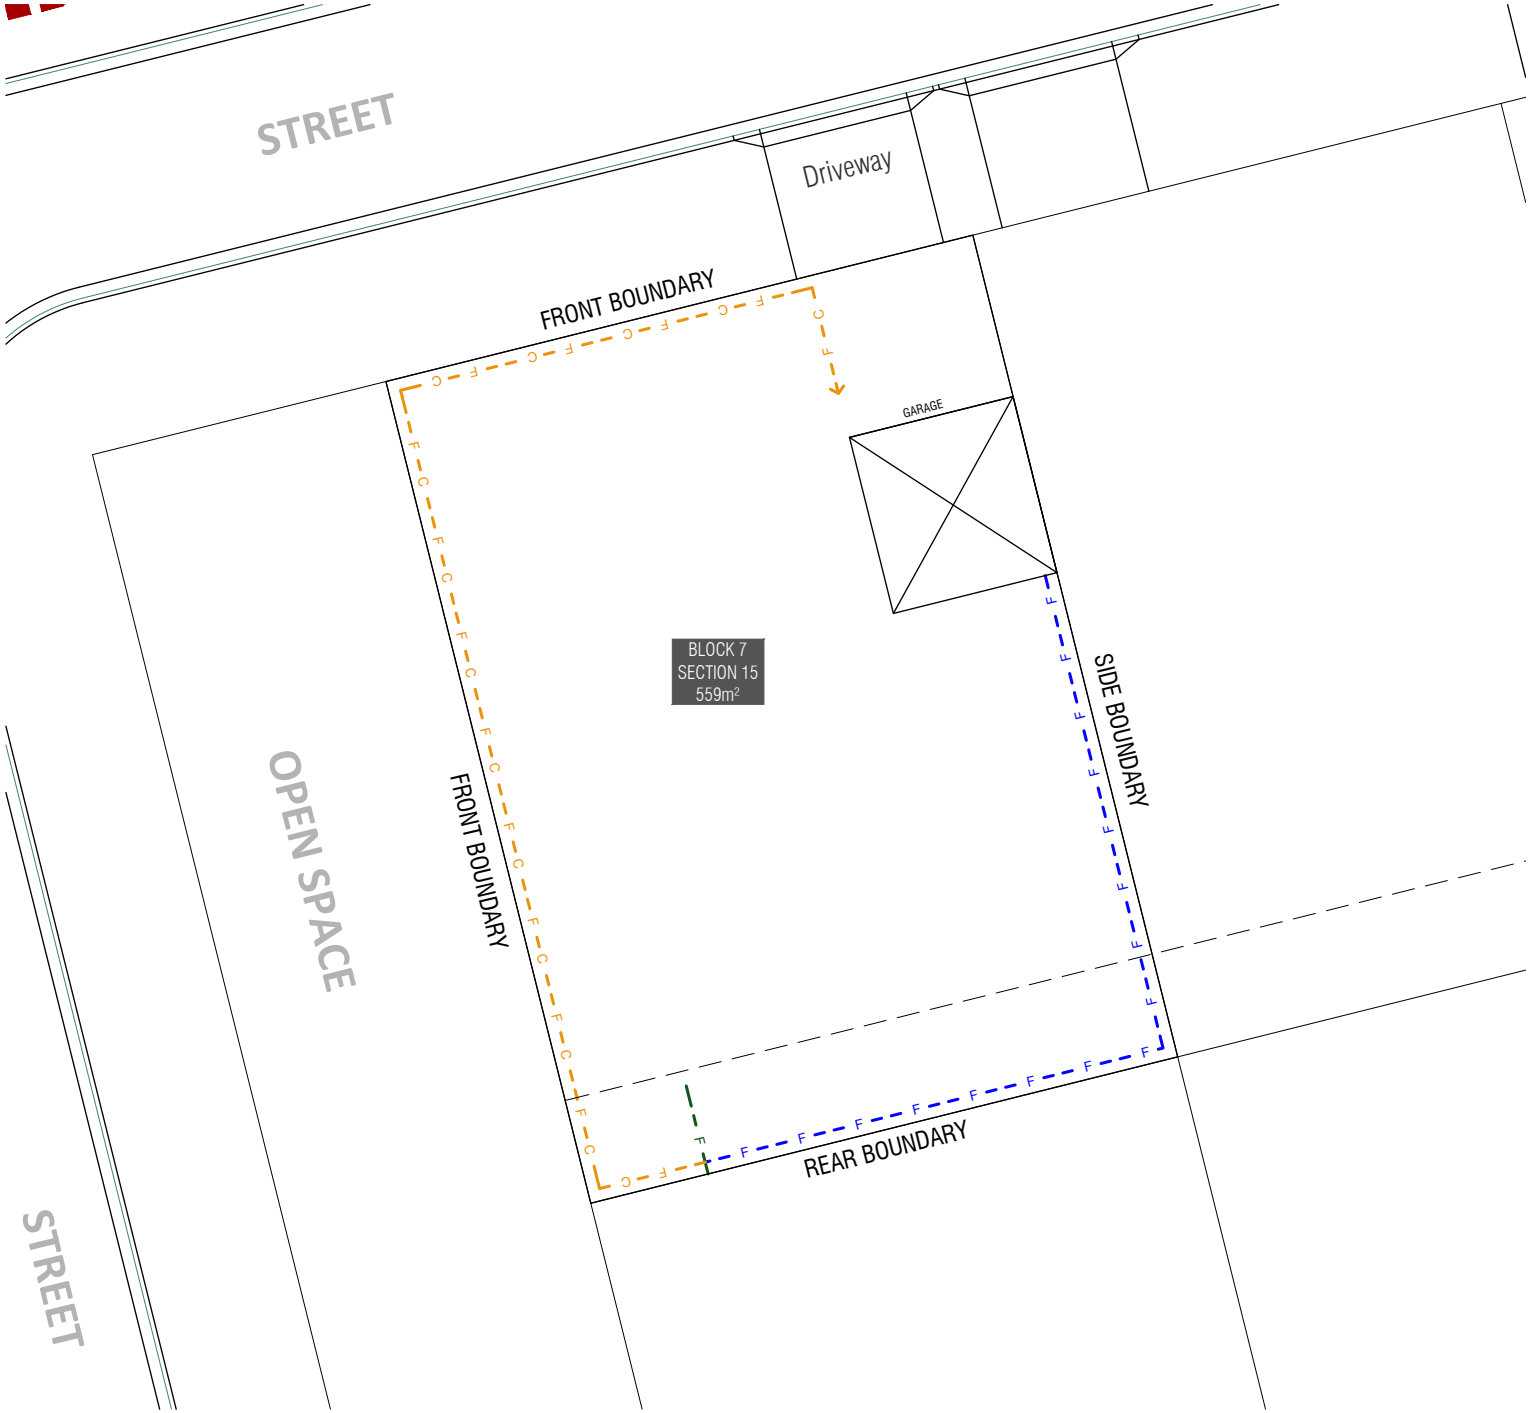 STREET
Driveway
FRONT BOUNDARY
F C F C F C F C
C F
GARAGE
F C F C F C F C F C F C F C F C
BLOCK 7
SECTION 15
559m²
F F F F F F F F
SIDE BOUNDARY
OPEN SPACE
FRONT BOUNDARY
F
C F
F F F F F F F F
REAR BOUNDARY
STREET